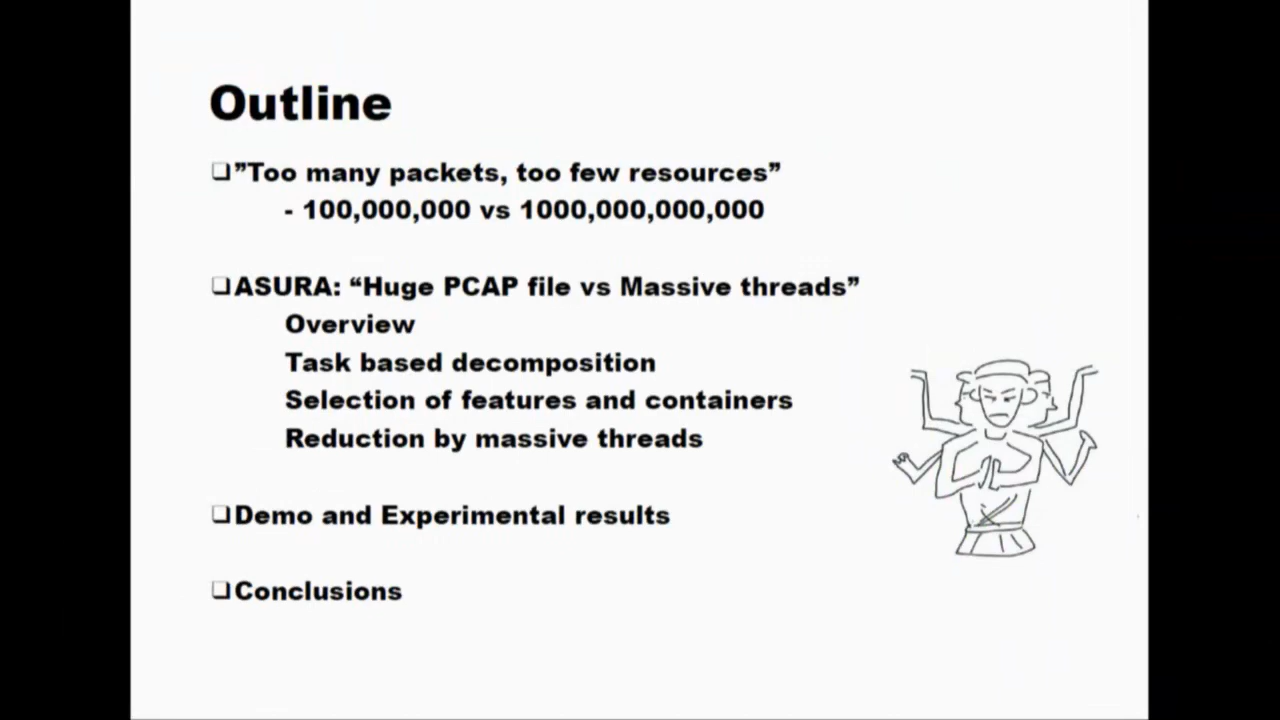 Outline
❑”Too many packets, too few resources”
- 100,000,000 vs 1000,000,000,000
❑ASURA: “Huge PCAP file vs Massive threads”
Overview
Task based decomposition
Selection of features and containers
Reduction by massive threads
❑Demo and Experimental results
❑Conclusions